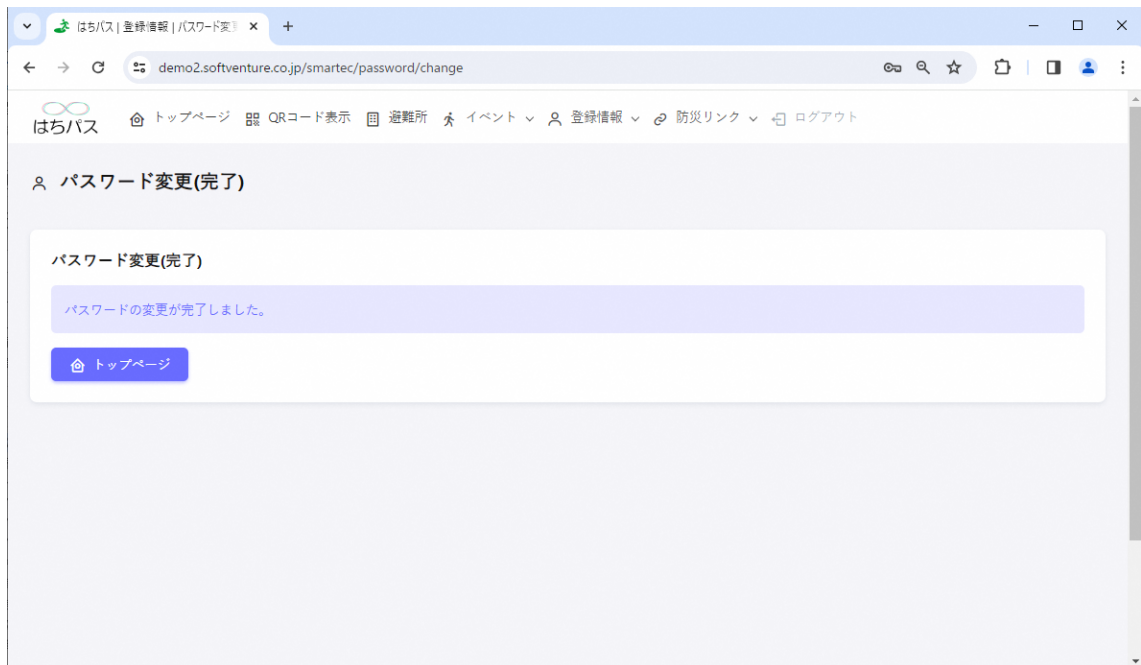 はちパス | 登録情報 | パスワード変更
demo2.softventure.co.jp/smartec/password/change
はちパス トップページ QRコード表示 避難所 イベント 登録情報 防災リンク ログアウト
パスワード変更(完了)
パスワード変更(完了)
パスワードの変更が完了しました。
トップページ